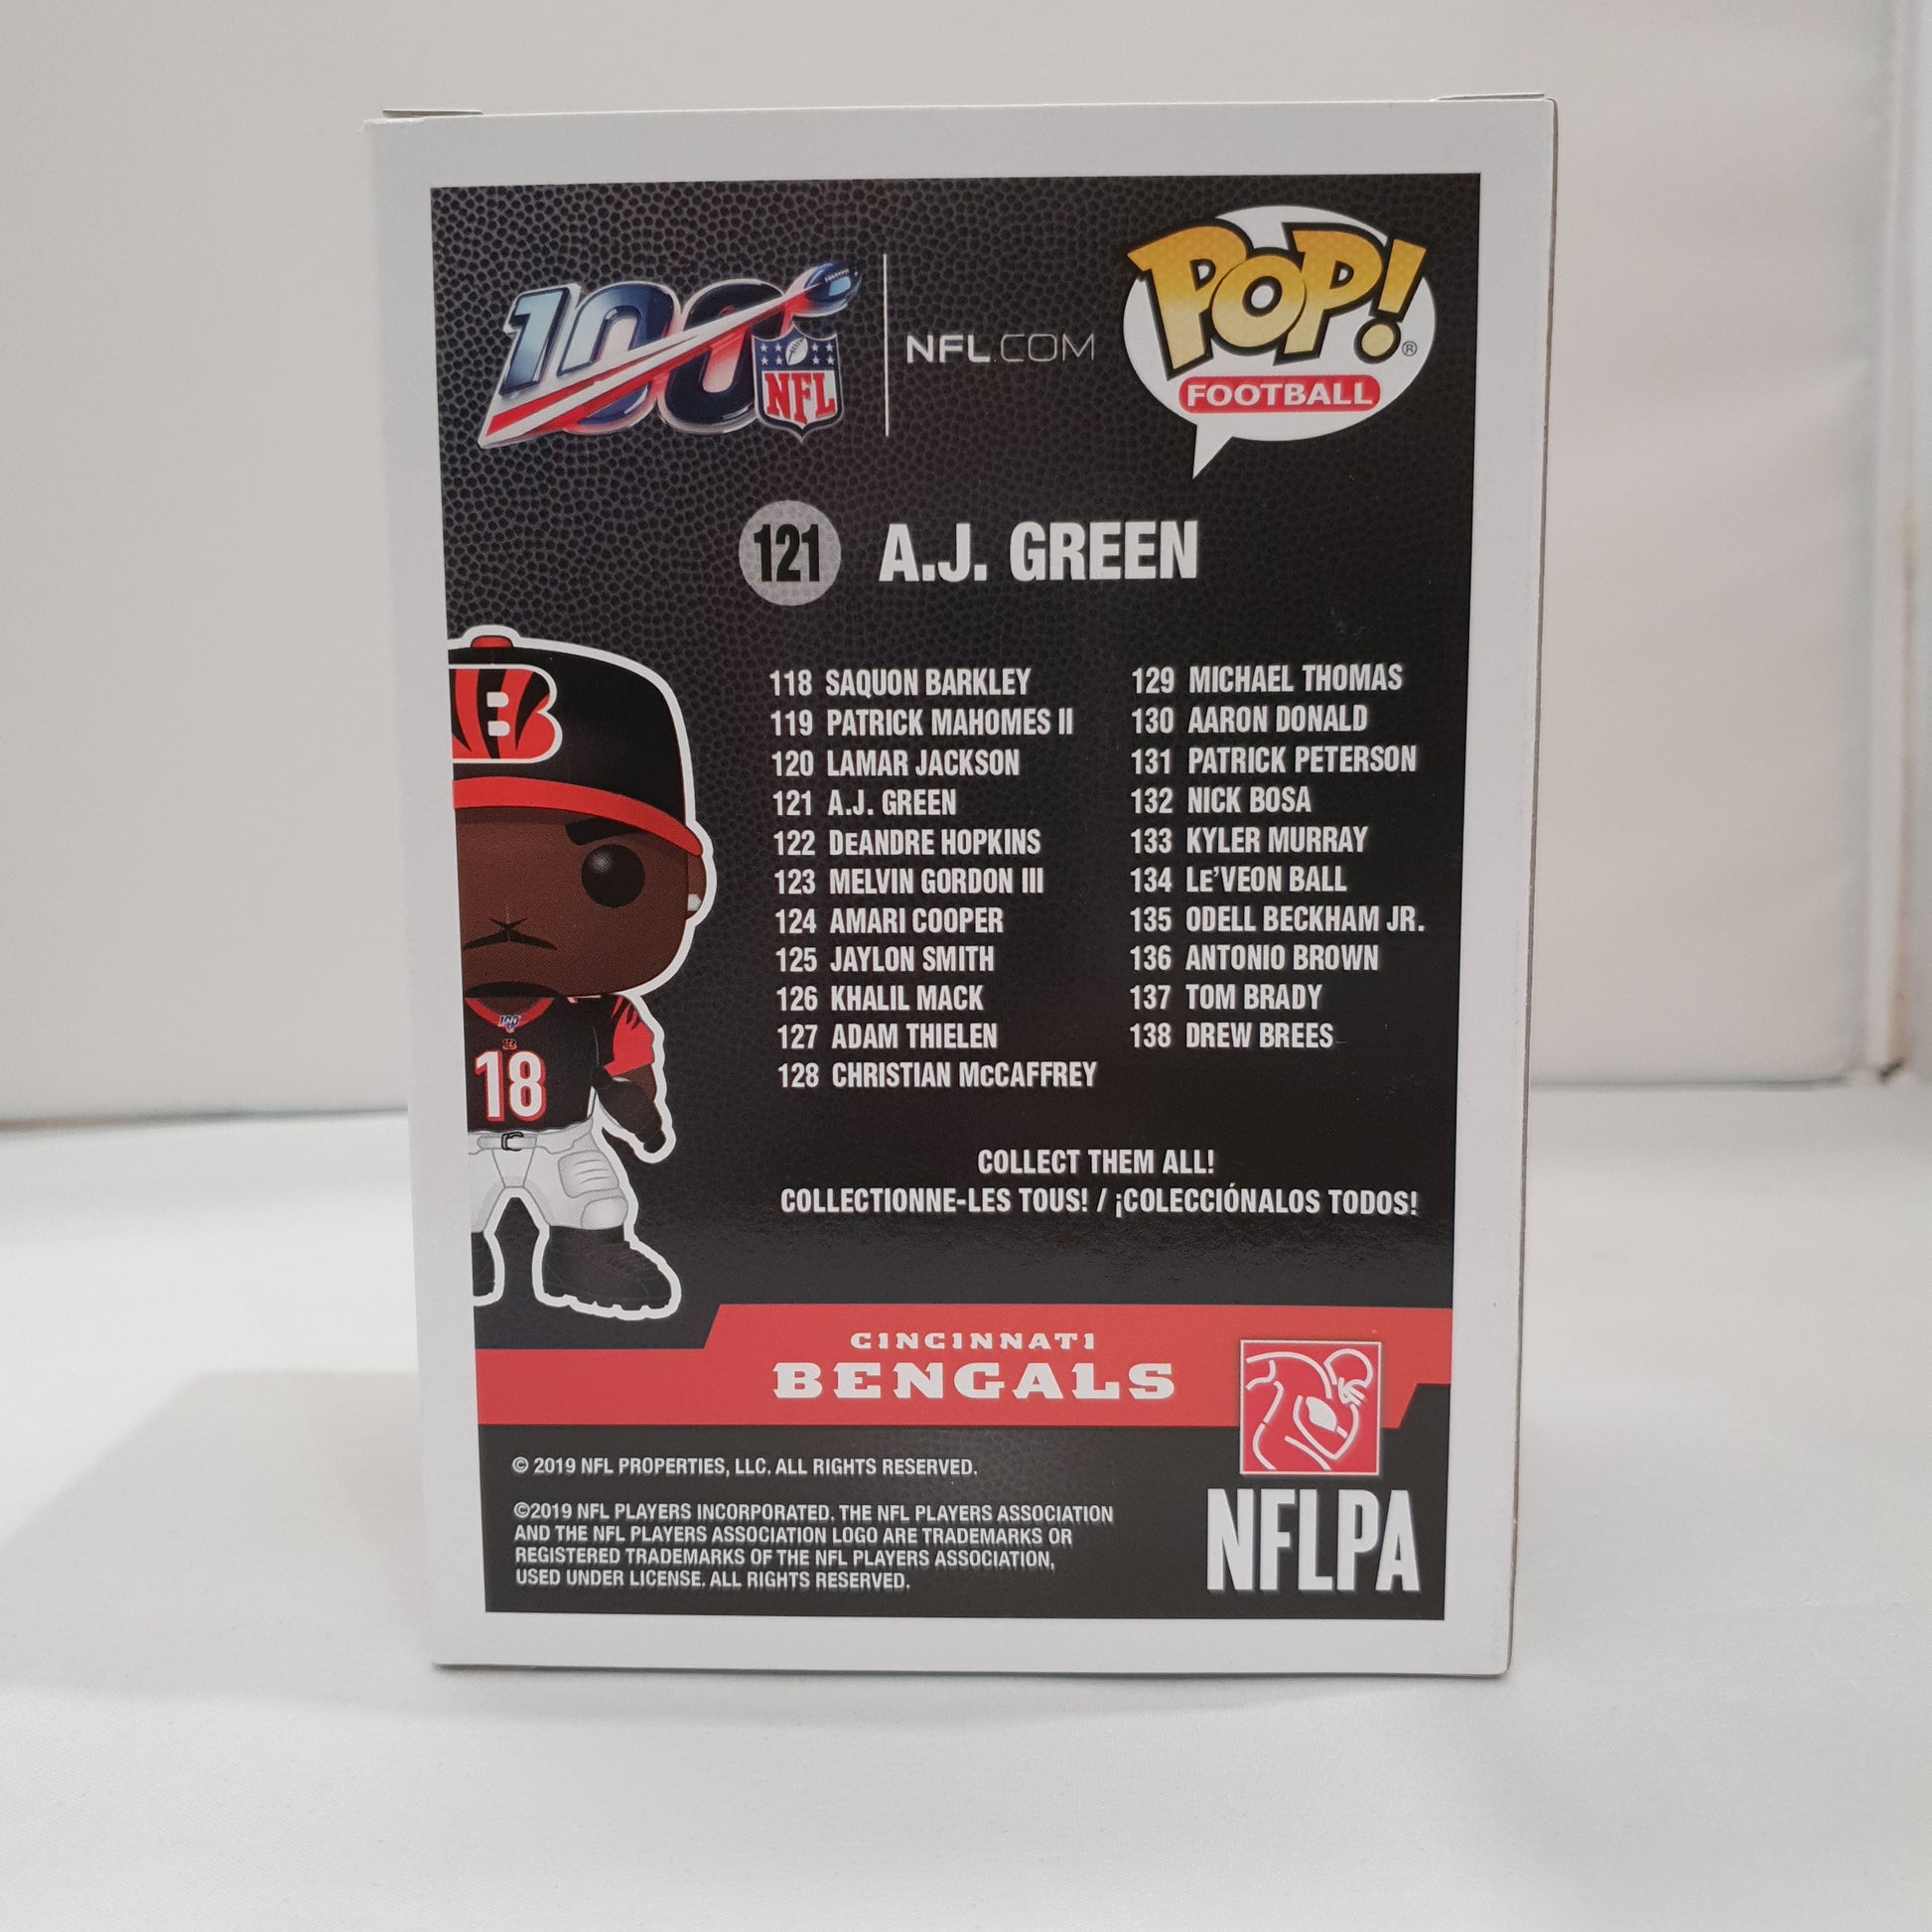 100
NFL
NFL.COM
POP!®
FOOTBALL
121 A.J. GREEN
118 SAQUON BARKLEY
119 PATRICK MAHOMES II
120 LAMAR JACKSON
121 A.J. GREEN
122 DEANDRE HOPKINS
123 MELVIN GORDON III
124 AMARI COOPER
125 JAYLON SMITH
126 KHALIL MACK
127 ADAM THIELEN
128 CHRISTIAN McCAFFREY
129 MICHAEL THOMAS
130 AARON DONALD
131 PATRICK PETERSON
132 NICK BOSA
133 KYLER MURRAY
134 LE'VEON BALL
135 ODELL BECKHAM JR.
136 ANTONIO BROWN
137 TOM BRADY
138 DREW BREES
B
100
18
COLLECT THEM ALL!
COLLECTIONNE-LES TOUS! / ¡COLECCIÓNALOS TODOS!
CINCINNATI
BENGALS
© 2019 NFL PROPERTIES, LLC. ALL RIGHTS RESERVED.
©2019 NFL PLAYERS INCORPORATED. THE NFL PLAYERS ASSOCIATION
AND THE NFL PLAYERS ASSOCIATION LOGO ARE TRADEMARKS OR
REGISTERED TRADEMARKS OF THE NFL PLAYERS ASSOCIATION,
USED UNDER LICENSE. ALL RIGHTS RESERVED.
NFLPA